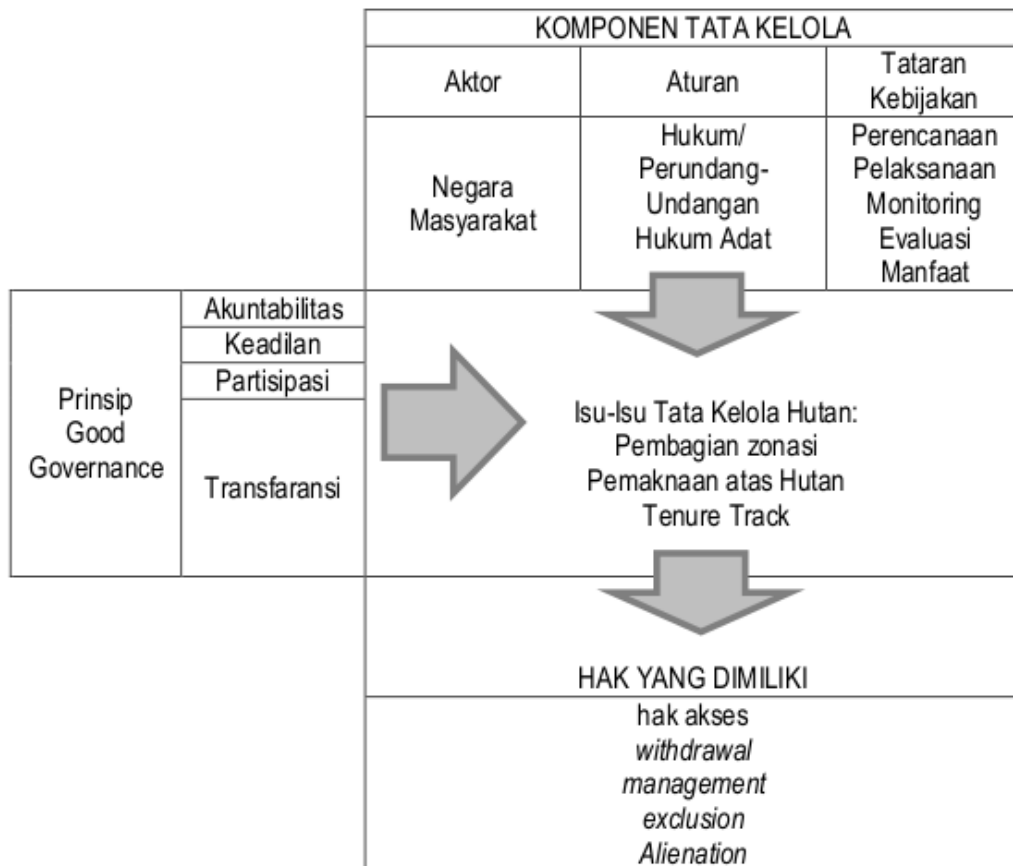 KOMPONEN TATA KELOLA
Aktor
Aturan
Tataran
Kebijakan
Negara
Masyarakat
Hukum/
Perundang-
Undangan
Hukum Adat
Perencanaan
Pelaksanaan
Monitoring
Evaluasi
Manfaat
Prinsip
Good
Governance
Akuntabilitas
Keadilan
Partisipasi
Transfaransi
Isu-Isu Tata Kelola Hutan:
Pembagian zonasi
Pemaknaan atas Hutan
Tenure Track
HAK YANG DIMILIKI
hak akses
withdrawal
management
exclusion
Alienation